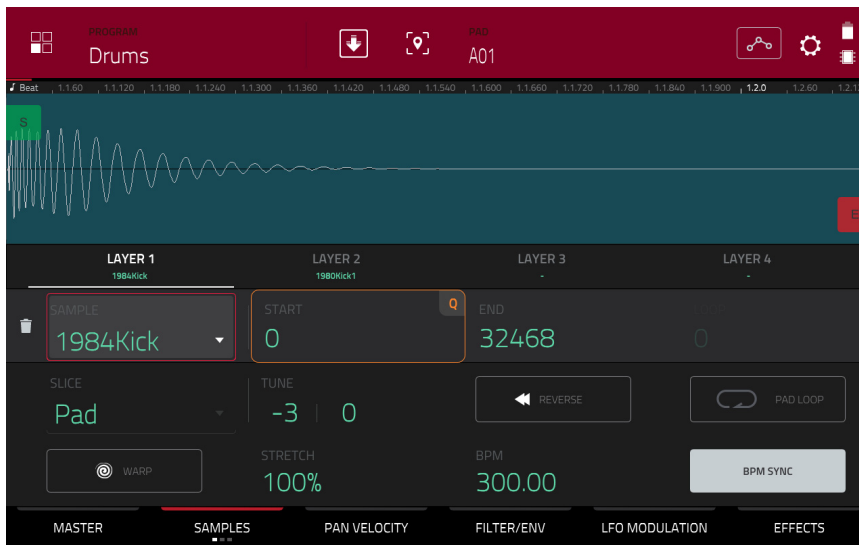 PROGRAM
Drums
PAD
A01
Beat 1.1.60 1.1.120 1.1.180 1.1.240 1.1.300 1.1.360 1.1.420 1.1.480 1.1.540 1.1.600 1.1.660 1.1.720 1.1.780 1.1.840 1.1.900 1.2.0 1.2.60
S
E
LAYER 1 LAYER 2 LAYER 3 LAYER 4
1984Kick 1980Kick1 - -
SAMPLE START Q END
1984Kick 0 32468 0
SLICE TUNE
Pad -3 0 REVERSE PAD LOOP
STRETCH BPM
WARP 100% 300.00 BPM SYNC
MASTER SAMPLES PAN VELOCITY FILTER/ENV LFO MODULATION EFFECTS